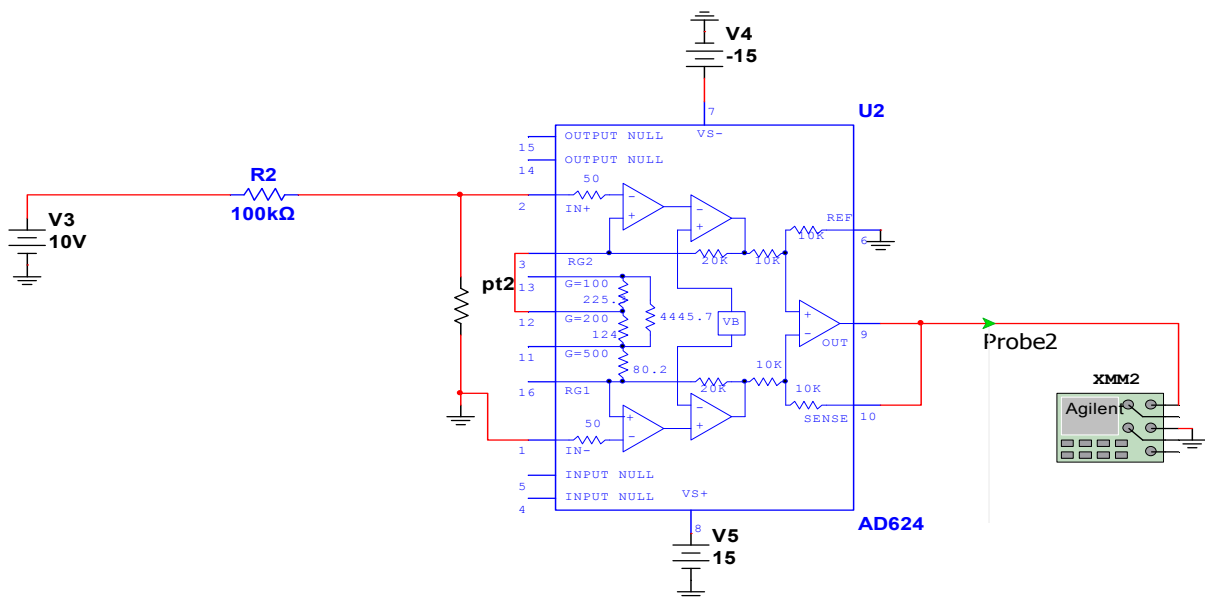 V4
-15
U2
7
VS-
OUTPUT NULL
15
OUTPUT NULL
14
R2
100kΩ
50
2
IN+
V3
10V
REF
10K
6
3
RG2
20K
10K
pt2
13
G=100
225.
12
G=200
124
4445.7
VB
11
G=500
80.2
OUT
9
Probe2
10K
10K
XMM2
Agilent
16
RG1
20K
SENSE
10
50
1
IN-
5
INPUT NULL
4
INPUT NULL
VS+
8
AD624
V5
15